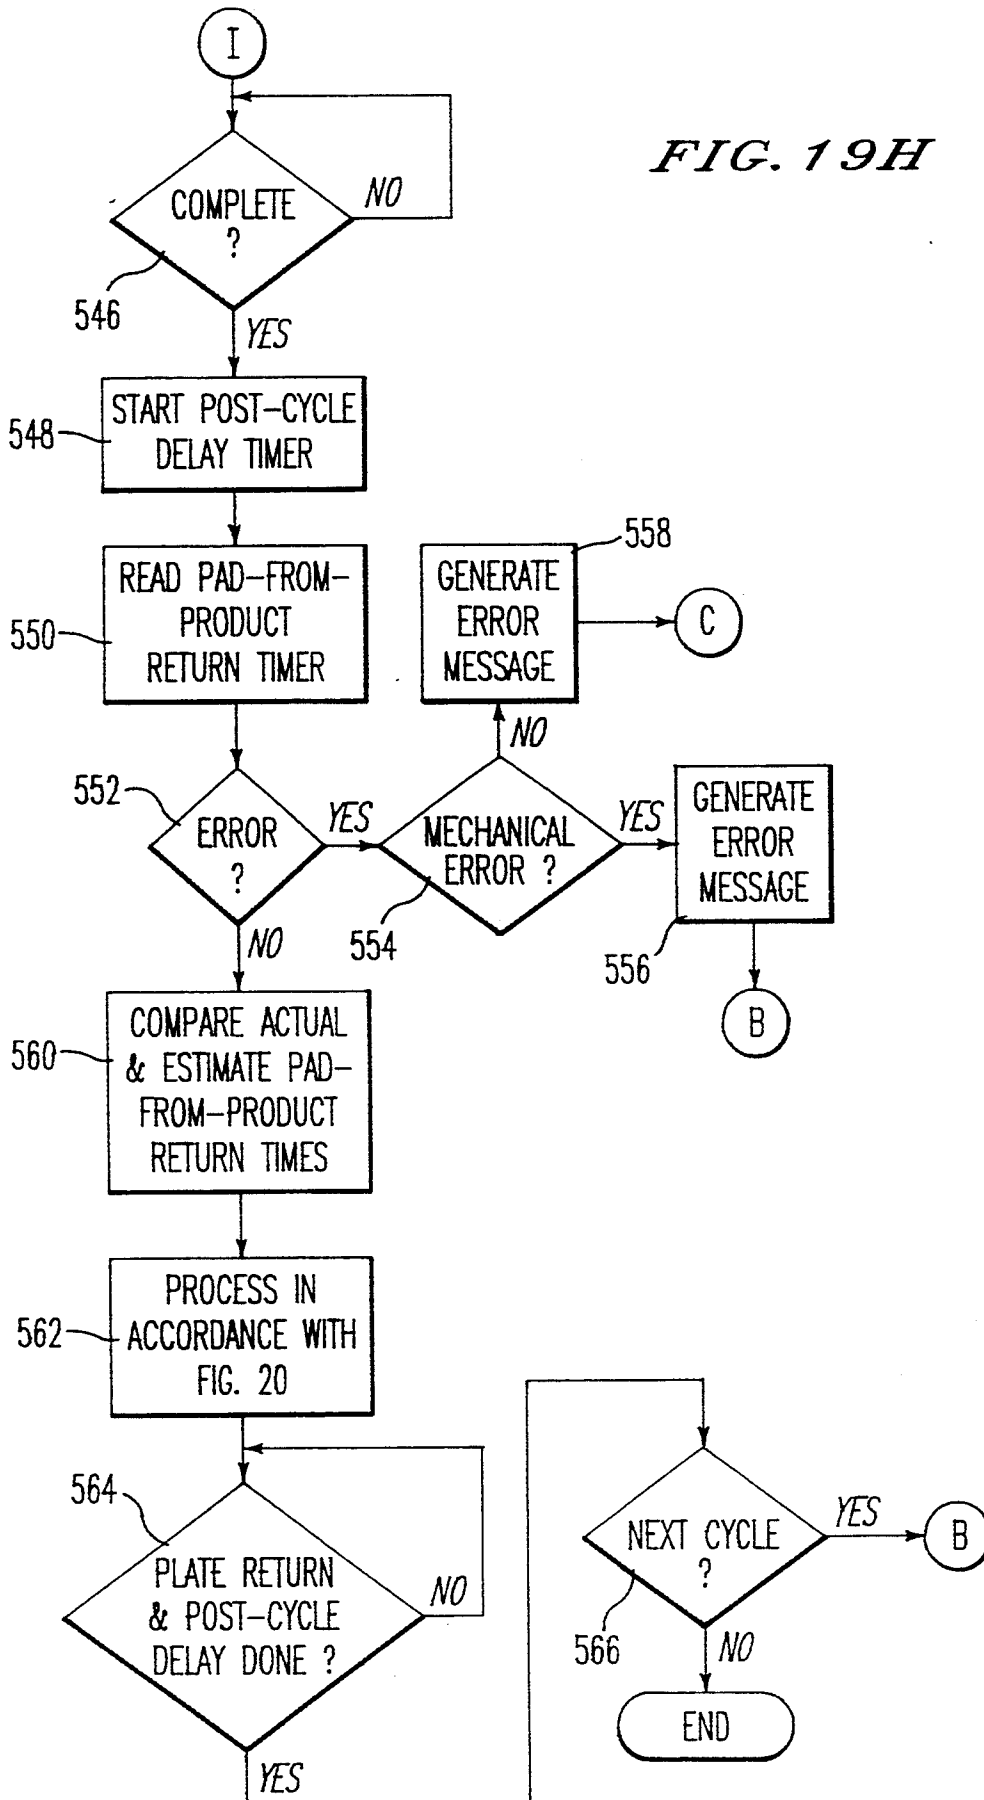 I
FIG. 19H
COMPLETE
?
NO
546
YES
START POST-CYCLE
DELAY TIMER
548
READ PAD-FROM-
PRODUCT
RETURN TIMER
550
GENERATE
ERROR
MESSAGE
558
C
NO
552
ERROR
?
YES
MECHANICAL
ERROR ?
554
YES
GENERATE
ERROR
MESSAGE
556
B
NO
COMPARE ACTUAL
& ESTIMATE PAD-
FROM-PRODUCT
RETURN TIMES
560
PROCESS IN
ACCORDANCE WITH
FIG. 20
562
564
PLATE RETURN
& POST-CYCLE
DELAY DONE ?
NO
YES
NEXT CYCLE
?
YES
B
566
NO
END